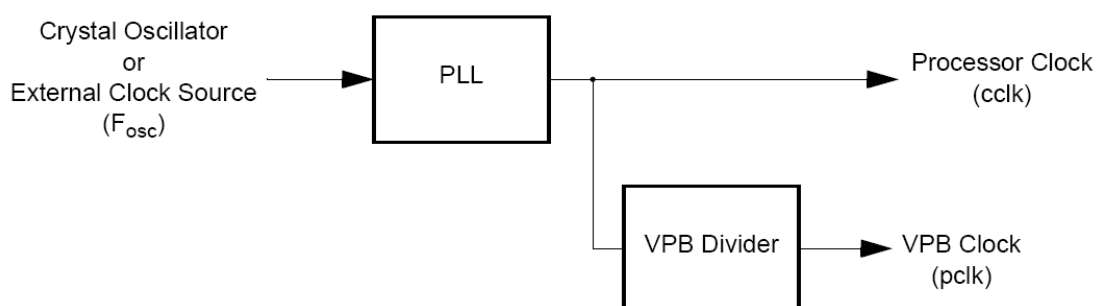 Crystal Oscillator
or
External Clock Source
(Fosc)
PLL
Processor Clock
(cclk)
VPB Divider
VPB Clock
(pclk)